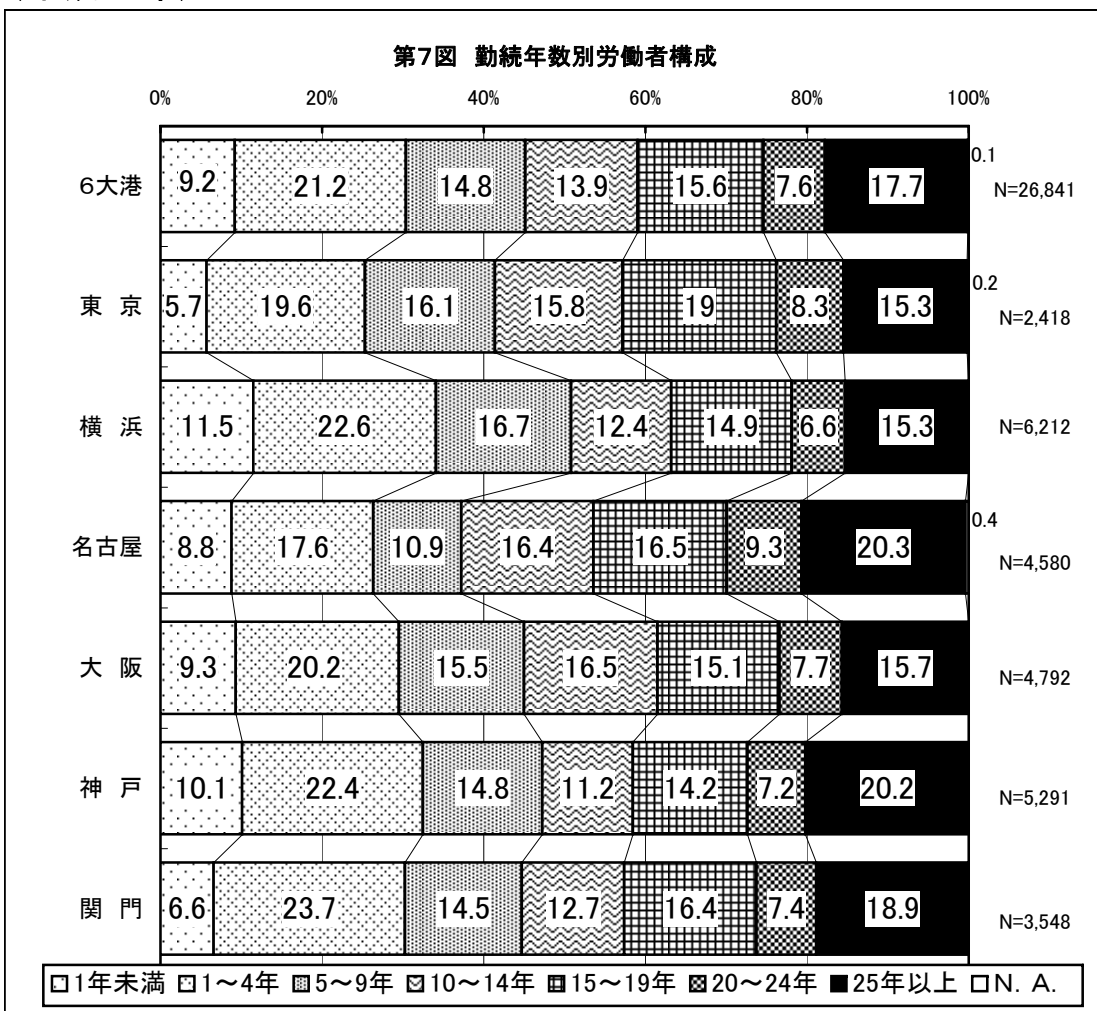 第7図 勤続年数別労働者構成
0% 20% 40% 60% 80% 100%
6大港 9.2 21.2 14.8 13.9 15.6 7.6 17.7 0.1 N=26,841
東 京 5.7 19.6 16.1 15.8 19 8.3 15.3 0.2 N=2,418
横 浜 11.5 22.6 16.7 12.4 14.9 6.6 15.3 N=6,212
名古屋 8.8 17.6 10.9 16.4 16.5 9.3 20.3 0.4 N=4,580
大 阪 9.3 20.2 15.5 16.5 15.1 7.7 15.7 N=4,792
神 戸 10.1 22.4 14.8 11.2 14.2 7.2 20.2 N=5,291
関 門 6.6 23.7 14.5 12.7 16.4 7.4 18.9 N=3,548
1年未満 1～4年 5～9年 10～14年 15～19年 20～24年 25年以上 N. A.